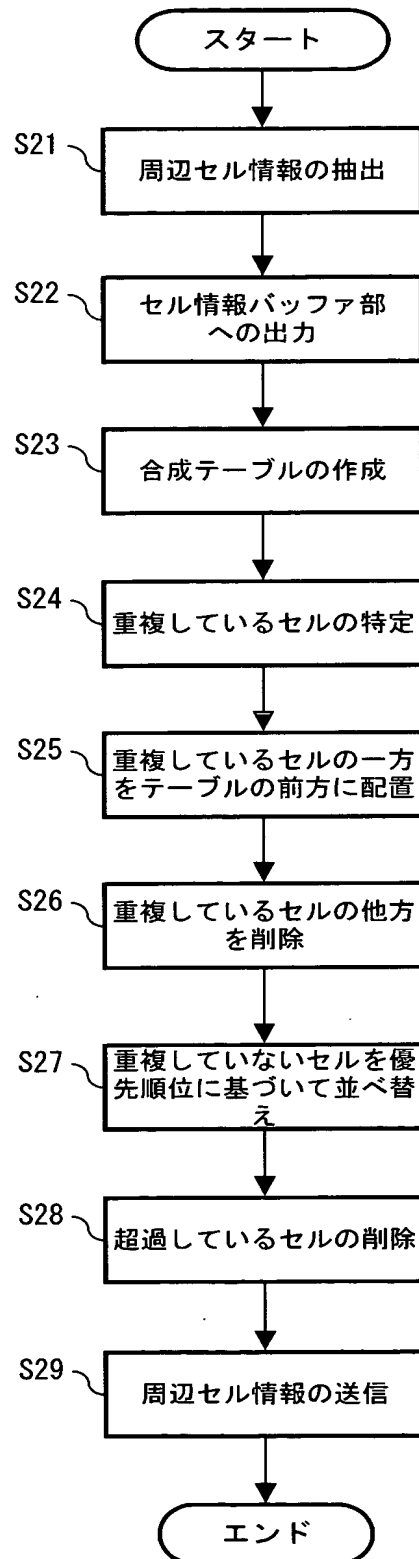 スタート
S21
周辺セル情報の抽出
S22
セル情報バッファ部
への出力
S23
合成テーブルの作成
S24
重複しているセルの特定
S25
重複しているセルの一方
をテーブルの前方に配置
S26
重複しているセルの他方
を削除
S27
重複していないセルを優
先順位に基づいて並べ替
え
S28
超過しているセルの削除
S29
周辺セル情報の送信
エンド